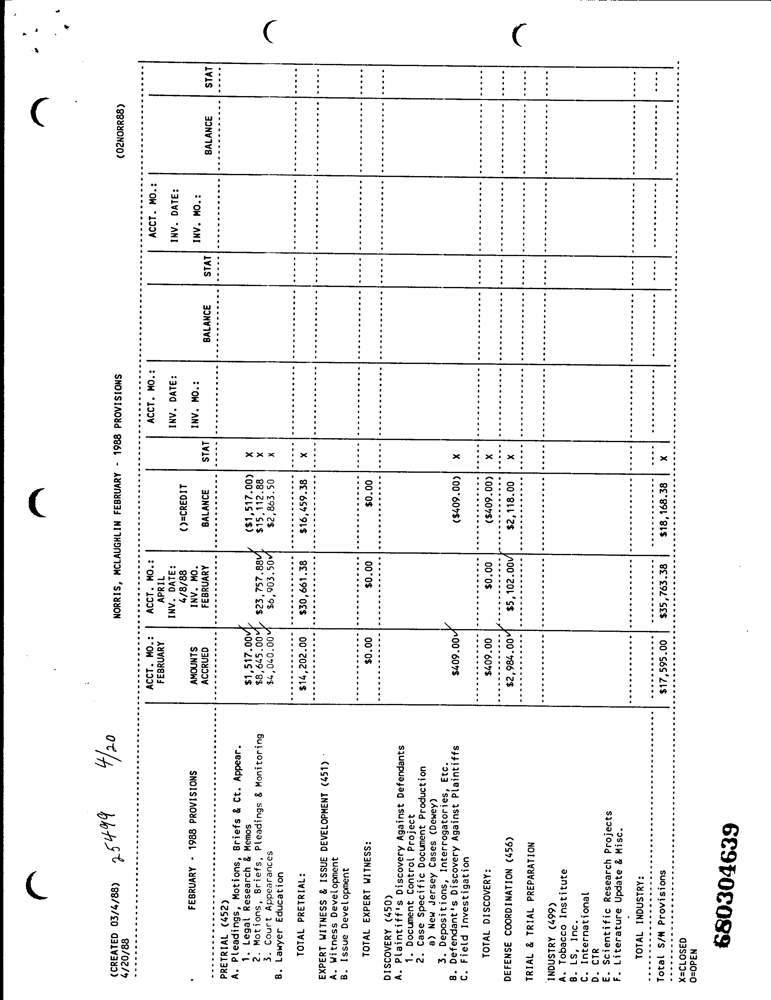 (CREATED 03/4/88) 25499 4/20
4/20/88
NORRIS, MCLAUGHLIN FEBRUARY - 1988 PROVISIONS
(02NORR88)
ACCT. MO.: ACCT. MO.: ACCT. MO.: ACCT. MO.:
FEBRUARY APRIL
INV. DATE: INV. DATE: INV. DATE:
4/8/88 ()=CREDIT
FEBRUARY - 1988 PROVISIONS AMOUNTS INV. MO. INV. MO.: INV. MO.:
ACCRUED FEBRUARY BALANCE STAT BALANCE STAT BALANCE STAT
PRETRIAL (452)
A. Pleadings, Motions, Briefs & Ct. Appear.
1. Legal Research & Memos $1,517.00✓ ($1,517.00) X
2. Motions, Briefs, Pleadings & Monitoring $8,645.00✓ $23,757.88✓ $15,112.88 X
3. Court Appearances $4,040.00✓ $6,903.50✓ $2,863.50 X
B. Lawyer Education
TOTAL PRETRIAL: $14,202.00 $30,661.38 $16,459.38 X
EXPERT WITNESS & ISSUE DEVELOPMENT (451)
A. Witness Development
B. Issue Development
TOTAL EXPERT WITNESS: $0.00 $0.00 $0.00
DISCOVERY (450)
A. Plaintiff's Discovery Against Defendants
1. Document Control Project
2. Case Specific Document Production
a) New Jersey Cases (Dewey)
3. Depositions, Interrogatories, Etc.
B. Defendant's Discovery Against Plaintiffs $409.00✓ ($409.00) X
C. Field Investigation
TOTAL DISCOVERY: $409.00 $0.00 ($409.00) X
DEFENSE COORDINATION (456) $2,984.00✓ $5,102.00✓ $2,118.00 X
TRIAL & TRIAL PREPARATION
INDUSTRY (499)
A. Tobacco Institute
B. LS, Inc.
C. International
D. CTR
E. Scientific Research Projects
F. Literature Update & Misc.
TOTAL INDUSTRY:
Total S/M Provisions $17,595.00 $35,763.38 $18,168.38 X
X=CLOSED
O=OPEN
680304639